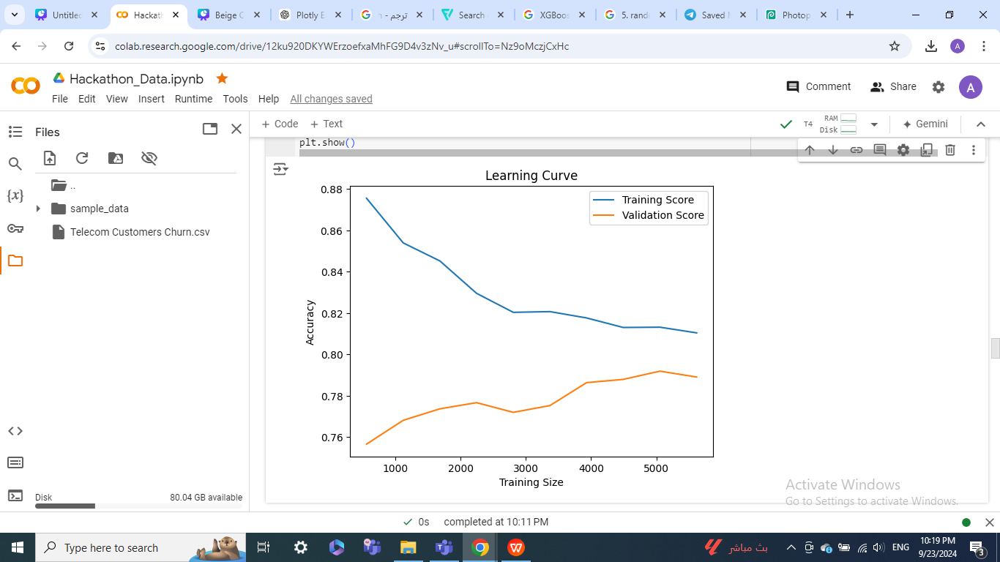 Untitled
Hackatl
Beige C
Plotly E
ترجم - n
Search
XGBoos
5. rand
Saved M
Photop
colab.research.google.com/drive/12ku920DKYWErzoefxaMhFG9D4v3zNv_u#scrollTo=Nz9oMczjCxHc
A
Hackathon_Data.ipynb
Comment
Share
A
File Edit View Insert Runtime Tools Help All changes saved
Files
+ Code + Text
T4
RAM
Disk
Gemini
plt.show()
{x}
..
sample_data
Telecom Customers Churn.csv
Learning Curve
Training Score
Validation Score
0.88
0.86
0.84
0.82
0.80
0.78
0.76
Accuracy
1000 2000 3000 4000 5000
Training Size
Activate Windows
Go to Settings to activate Windows.
Disk 80.04 GB available
0s completed at 10:11 PM
Type here to search
بث مباشر
ENG
10:19 PM
9/23/2024
3